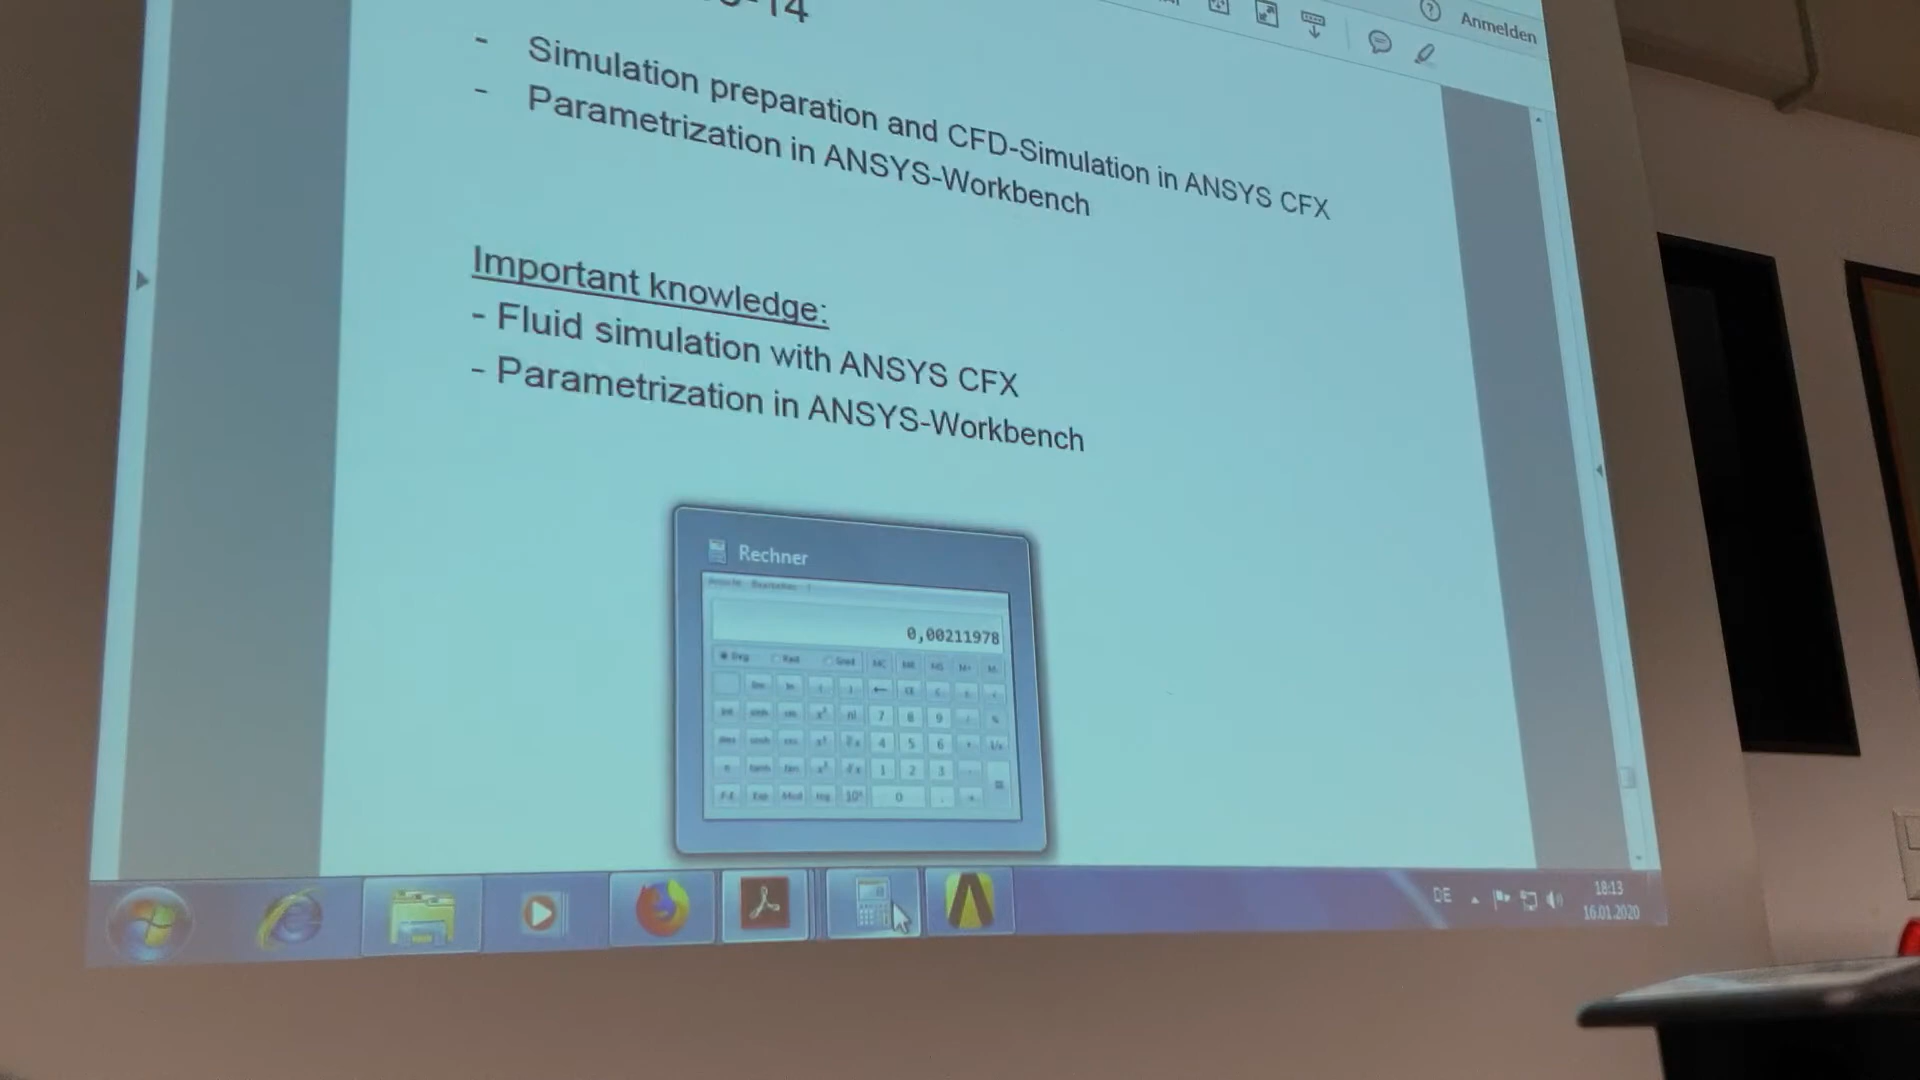 -14
Anmelden
- Simulation preparation and CFD-Simulation in ANSYS CFX
- Parametrization in ANSYS-Workbench
Important knowledge:
- Fluid simulation with ANSYS CFX
- Parametrization in ANSYS-Workbench
Rechner
0,00211978
7 8 9
4 5 6
1 2 3
0
DE
18:13
16.01.2020